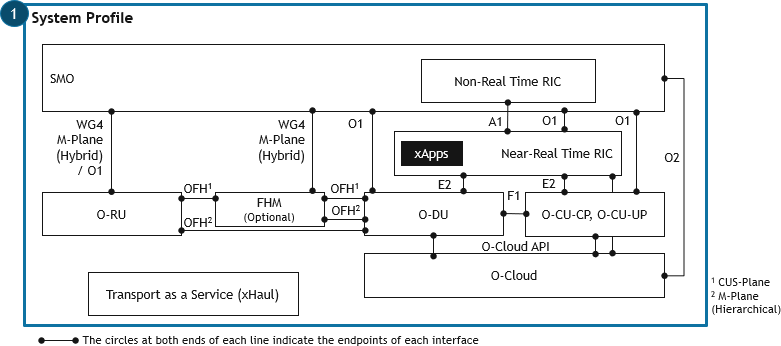 1
System Profile
SMO
Non-Real Time RIC
WG4
M-Plane
(Hybrid)
/ O1
WG4
M-Plane
(Hybrid)
O1
A1
O1
O1
O2
xApps
Near-Real Time RIC
OFH¹
OFH¹
E2
E2
F1
O-RU
FHM
(Optional)
OFH²
OFH²
O-DU
O-CU-CP, O-CU-UP
O-Cloud API
O-Cloud
Transport as a Service (xHaul)
¹ CUS-Plane
² M-Plane
(Hierarchical)
The circles at both ends of each line indicate the endpoints of each interface